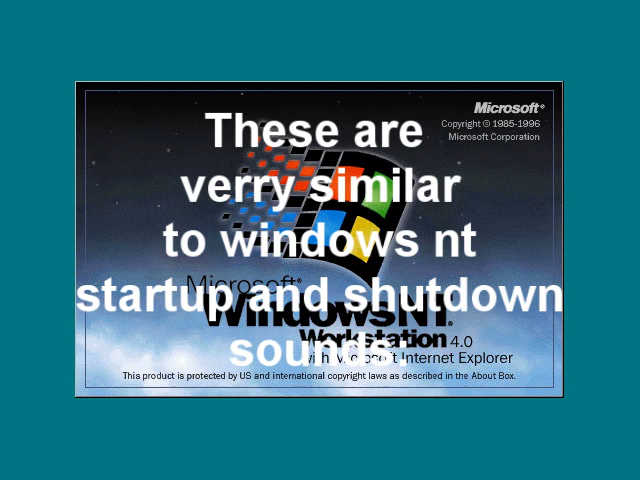 Microsoft®
Copyright © 1985-1996
Microsoft Corporation
These are
verry similar
to windows nt
startup and shutdown
sounds.
Microsoft®
WindowsNT®
Workstation 4.0
with Microsoft Internet Explorer
This product is protected by US and international copyright laws as described in the About Box.